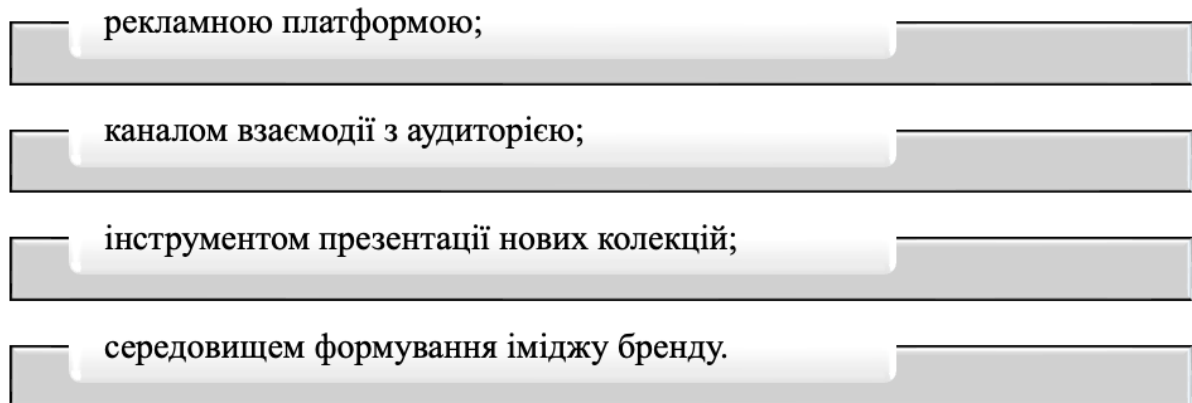 рекламною платформою;
каналом взаємодії з аудиторією;
інструментом презентації нових колекцій;
середовищем формування іміджу бренду.